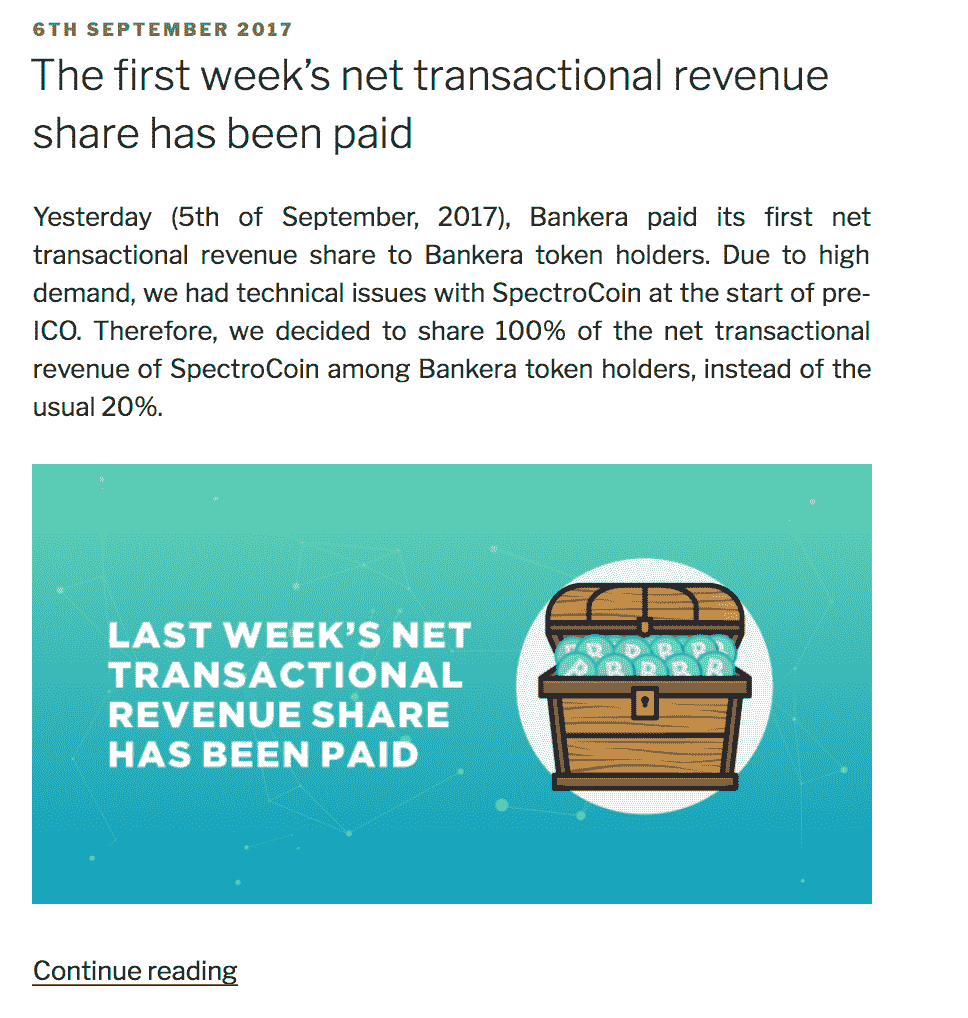 6TH SEPTEMBER 2017
The first week’s net transactional revenue
share has been paid
Yesterday (5th of September, 2017), Bankera paid its first net
transactional revenue share to Bankera token holders. Due to high
demand, we had technical issues with SpectroCoin at the start of pre-
ICO. Therefore, we decided to share 100% of the net transactional
revenue of SpectroCoin among Bankera token holders, instead of the
usual 20%.
LAST WEEK’S NET
TRANSACTIONAL
REVENUE SHARE
HAS BEEN PAID
Continue reading